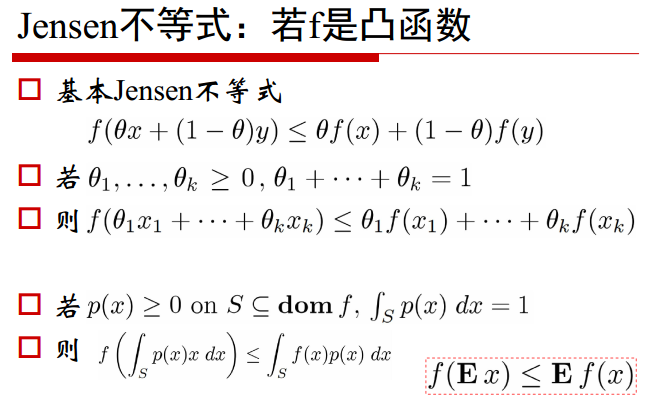 Jensen不等式：若f是凸函数
基本Jensen不等式
f(θx + (1 − θ)y) ≤ θf(x) + (1 − θ)f(y)
若 θ₁, . . . , θₖ ≥ 0 , θ₁ + · · · + θₖ = 1
则 f(θ₁x₁ + · · · + θₖxₖ) ≤ θ₁f(x₁) + · · · + θₖf(xₖ)
若 p(x) ≥ 0 on S ⊆ dom f, ∫_S p(x) dx = 1
则 f(∫_S p(x)x dx) ≤ ∫_S f(x)p(x) dx
f(E x) ≤ E f(x)